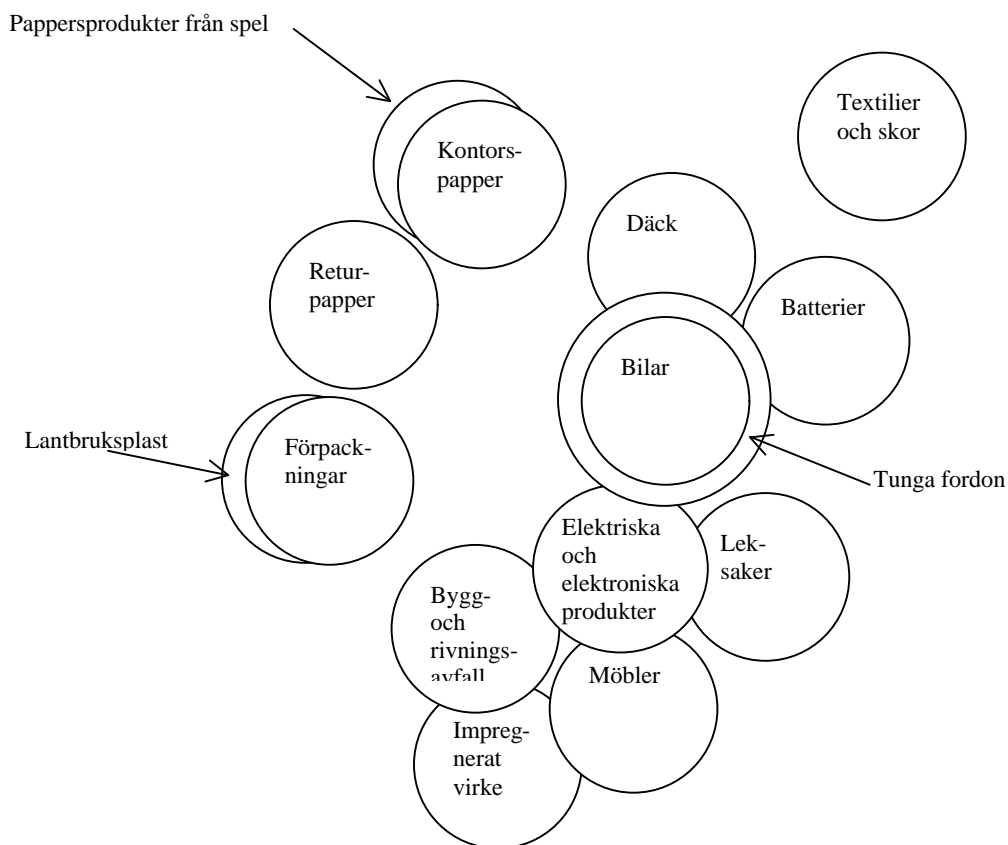 Pappersprodukter från spel
Textilier
och skor
Kontors-
papper
Däck
Retur-
papper
Batterier
Bilar
Lantbruksplast
Förpack-
ningar
Tunga fordon
Elektriska
och
elektroniska
produkter
Lek-
saker
Bygg-
och
rivnings-
avfall
Möbler
Impreg-
nerat
virke